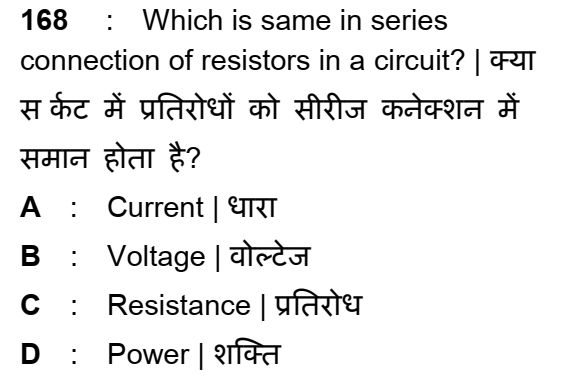 168 : Which is same in series
connection of resistors in a circuit? | क्या
स र्कट में प्रतिरोधों को सीरीज कनेक्शन में
समान होता है?
A : Current | धारा
B : Voltage | वोल्टेज
C : Resistance | प्रतिरोध
D : Power | शक्ति